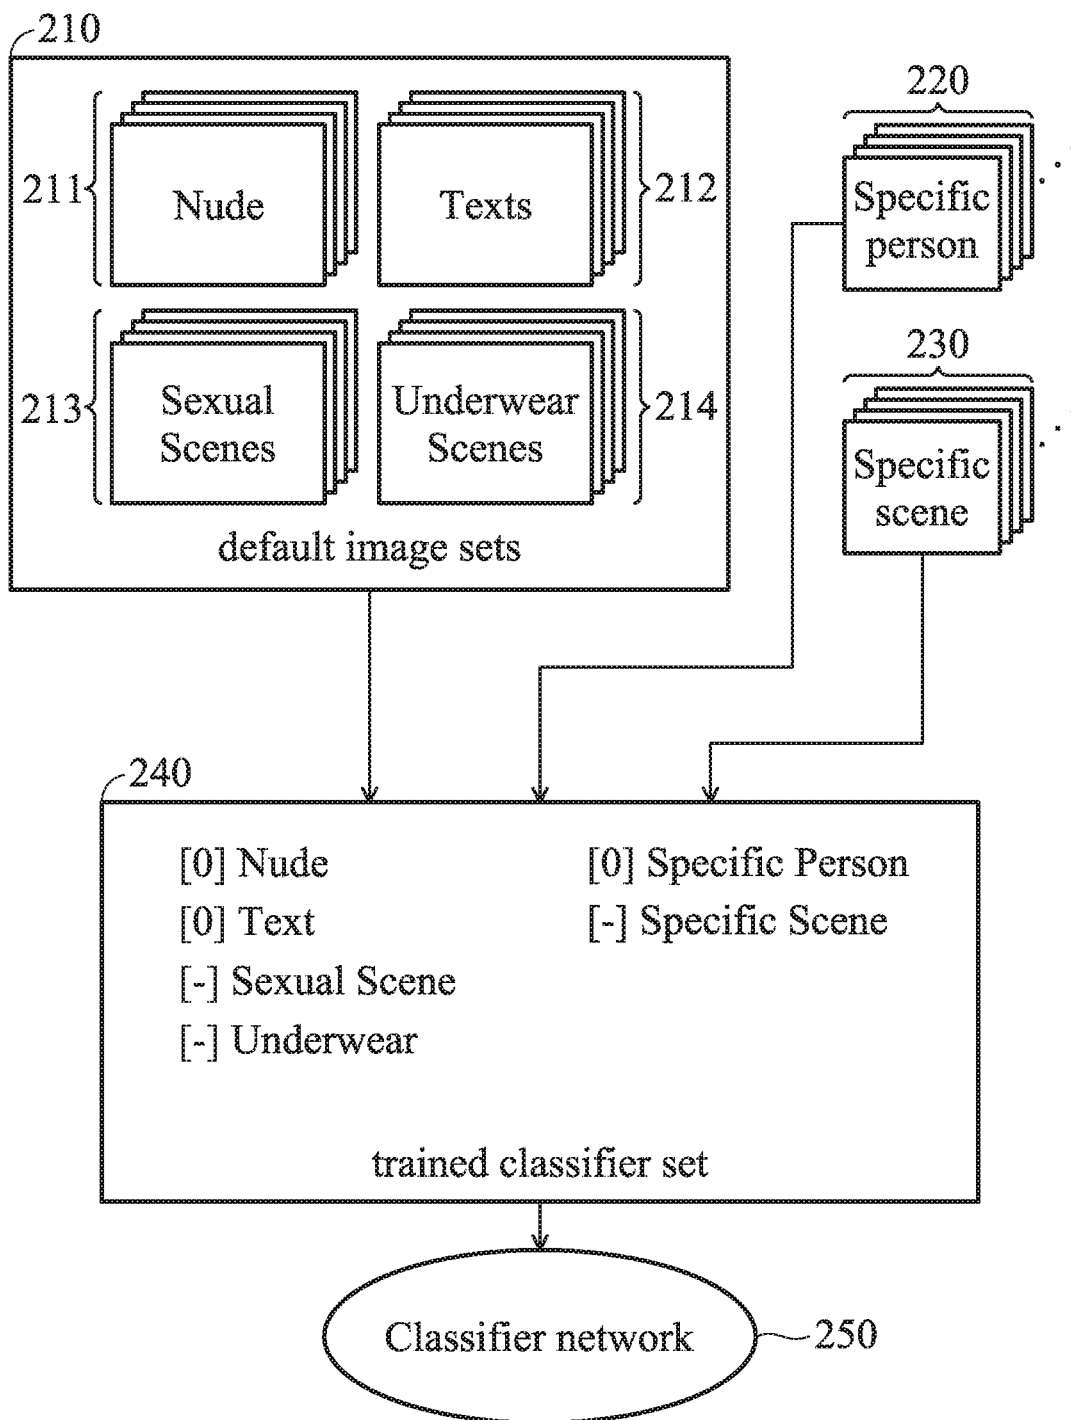 210
220
211
Nude
Texts
212
Specific
person
213
Sexual
Scenes
Underwear
Scenes
214
230
Specific
scene
default image sets
240
[0] Nude
[0] Text
[-] Sexual Scene
[-] Underwear
[0] Specific Person
[-] Specific Scene
trained classifier set
Classifier network
250